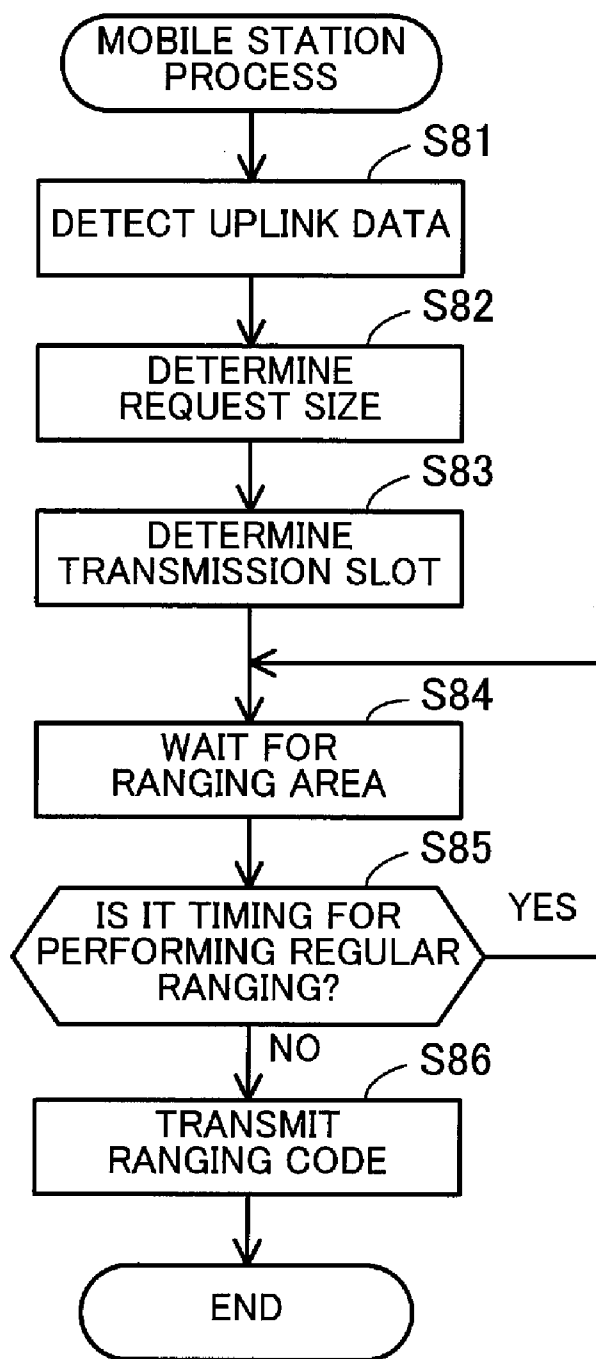 MOBILE STATION
PROCESS
S81
DETECT UPLINK DATA
S82
DETERMINE
REQUEST SIZE
S83
DETERMINE
TRANSMISSION SLOT
S84
WAIT FOR
RANGING AREA
S85
IS IT TIMING FOR
PERFORMING REGULAR
RANGING?
YES
NO
S86
TRANSMIT
RANGING CODE
END